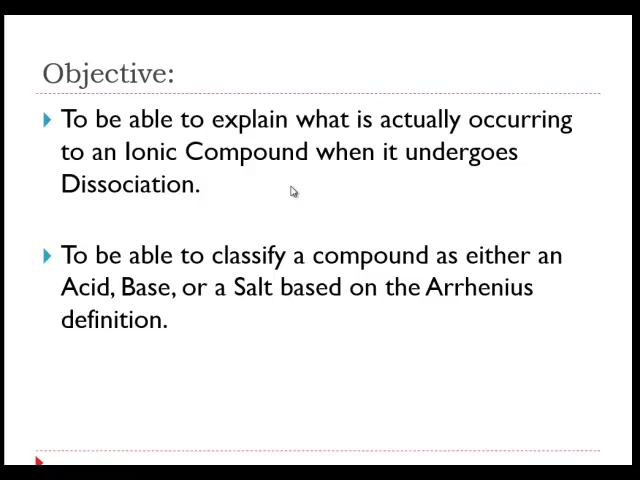 Objective:
To be able to explain what is actually occurring
to an Ionic Compound when it undergoes
Dissociation.
To be able to classify a compound as either an
Acid, Base, or a Salt based on the Arrhenius
definition.